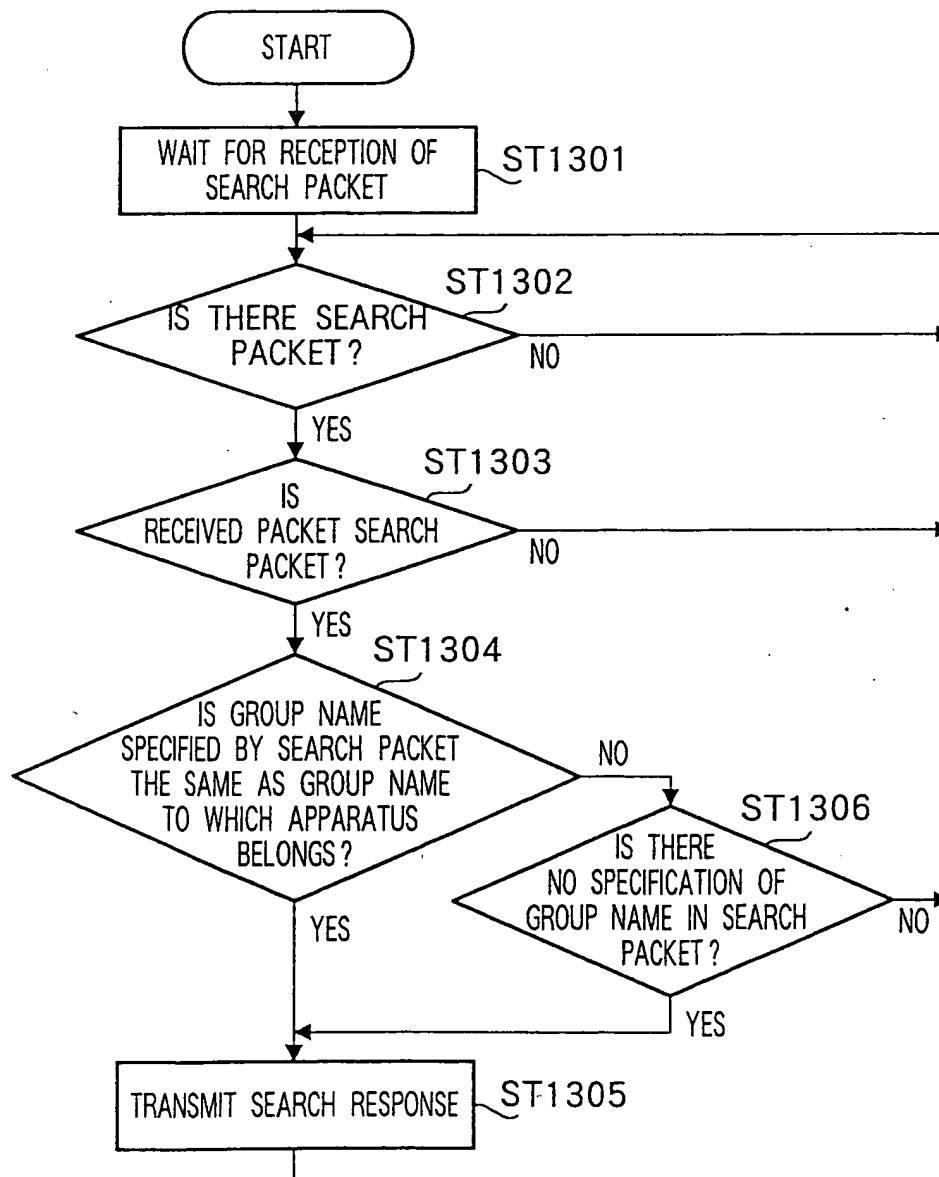 START
WAIT FOR RECEPTION OF
SEARCH PACKET
ST1301
ST1302
IS THERE SEARCH
PACKET?
NO
YES
ST1303
IS
RECEIVED PACKET SEARCH
PACKET?
NO
YES
ST1304
IS GROUP NAME
SPECIFIED BY SEARCH PACKET
THE SAME AS GROUP NAME
TO WHICH APPARATUS
BELONGS?
NO
YES
ST1306
IS THERE
NO SPECIFICATION OF
GROUP NAME IN SEARCH
PACKET?
NO
YES
TRANSMIT SEARCH RESPONSE
ST1305